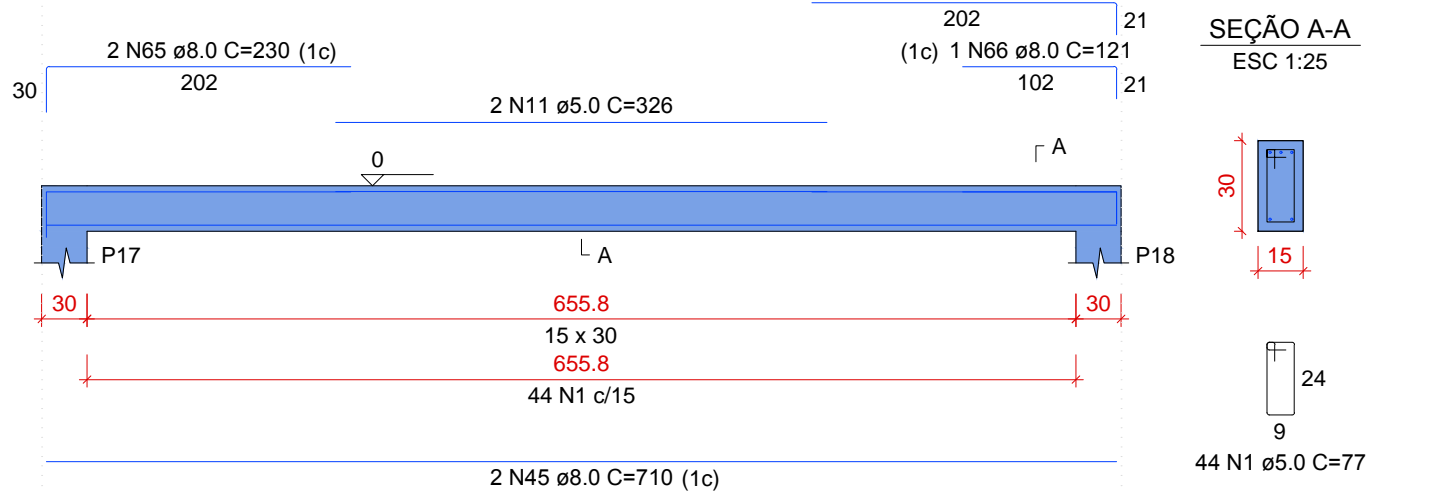 202
21
SEÇÃO A-A
ESC 1:25
2 N65 ø8.0 C=230 (1c)
(1c) 1 N66 ø8.0 C=121
30
202
102
21
2 N11 ø5.0 C=326
A
0
30
P17
A
P18
15
30
655.8
30
15 x 30
655.8
44 N1 c/15
24
9
44 N1 ø5.0 C=77
2 N45 ø8.0 C=710 (1c)